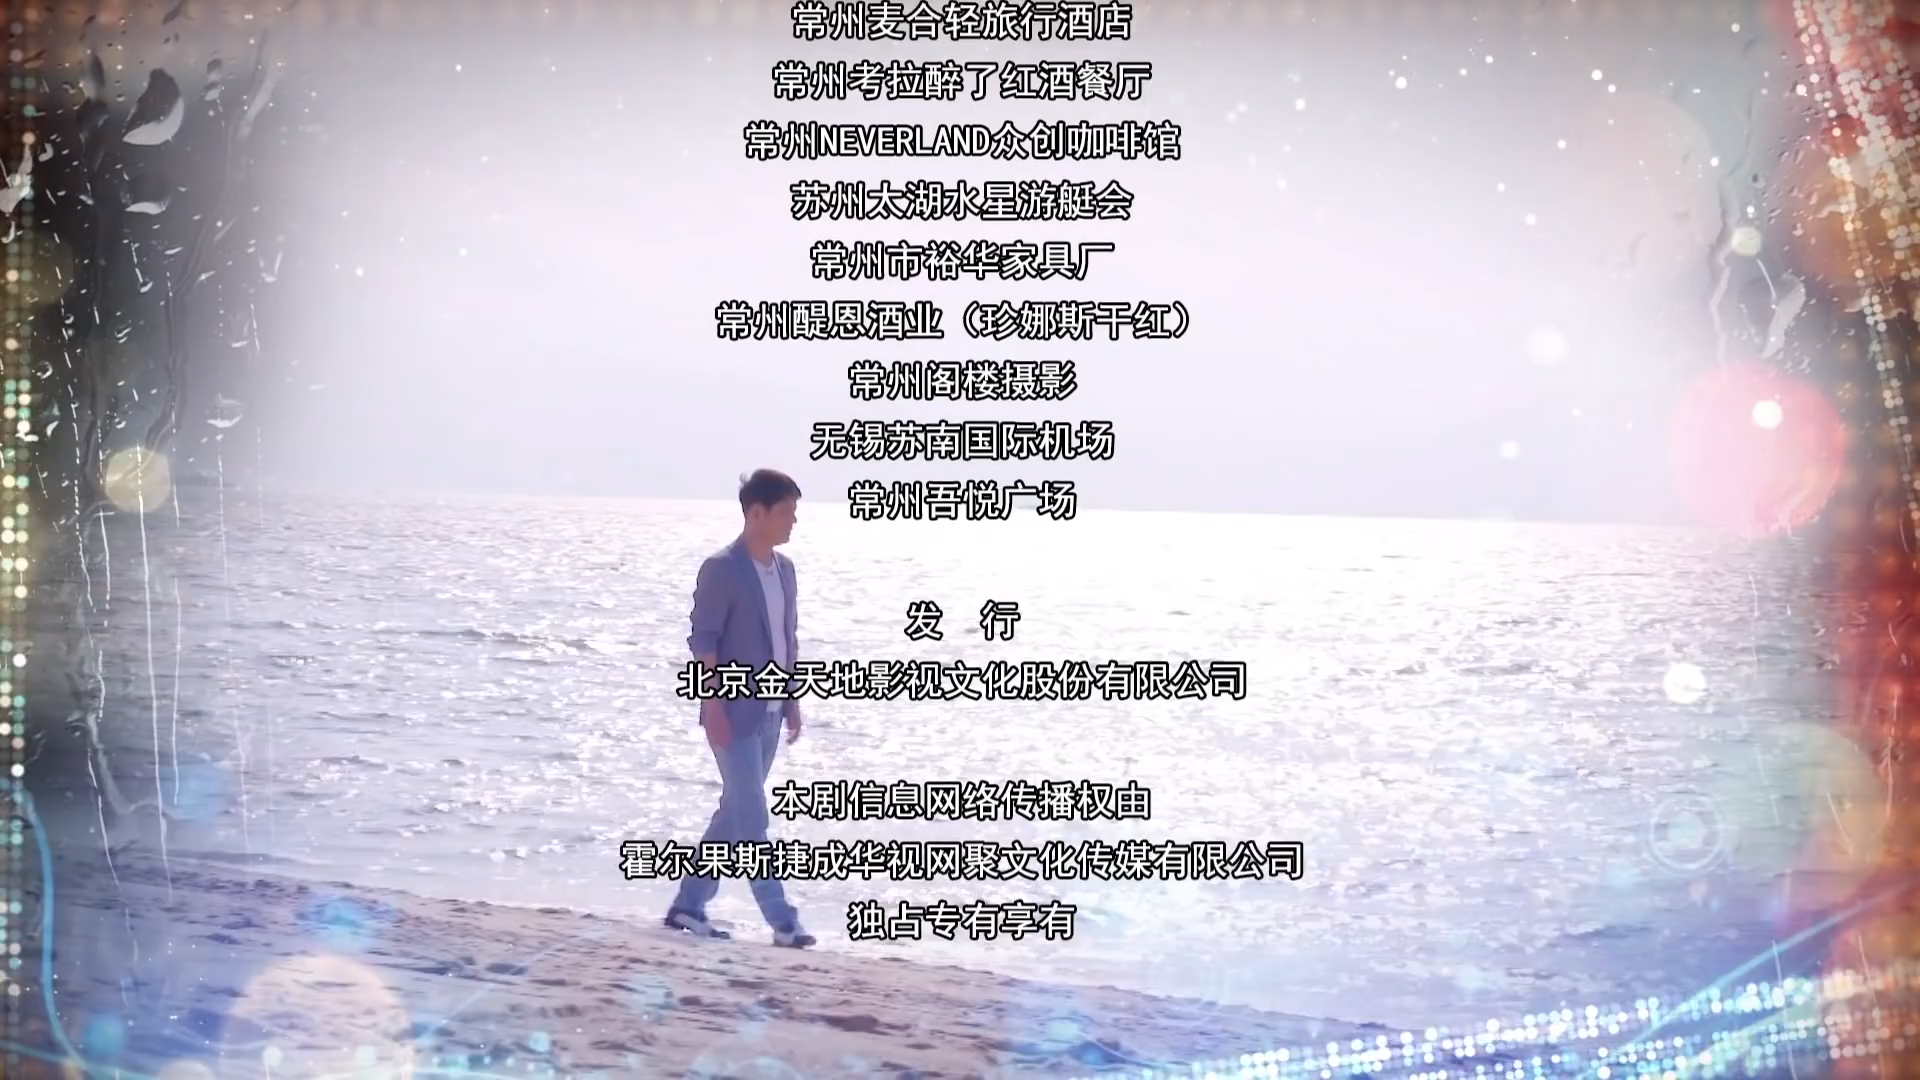 常州麦合轻旅行酒店
常州考拉醉了红酒餐厅
常州NEVERLAND众创咖啡馆
苏州太湖水星游艇会
常州市裕华家具厂
常州醍恩酒业（珍娜斯干红）
常州阁楼摄影
无锡苏南国际机场
常州吾悦广场
发 行
北京金天地影视文化股份有限公司
本剧信息网络传播权由
霍尔果斯捷成华视网聚文化传媒有限公司
独占专有享有